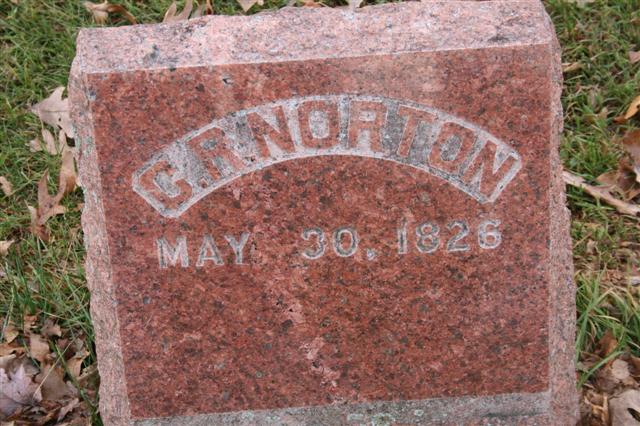 C.R. NORTON
MAY 30, 1826